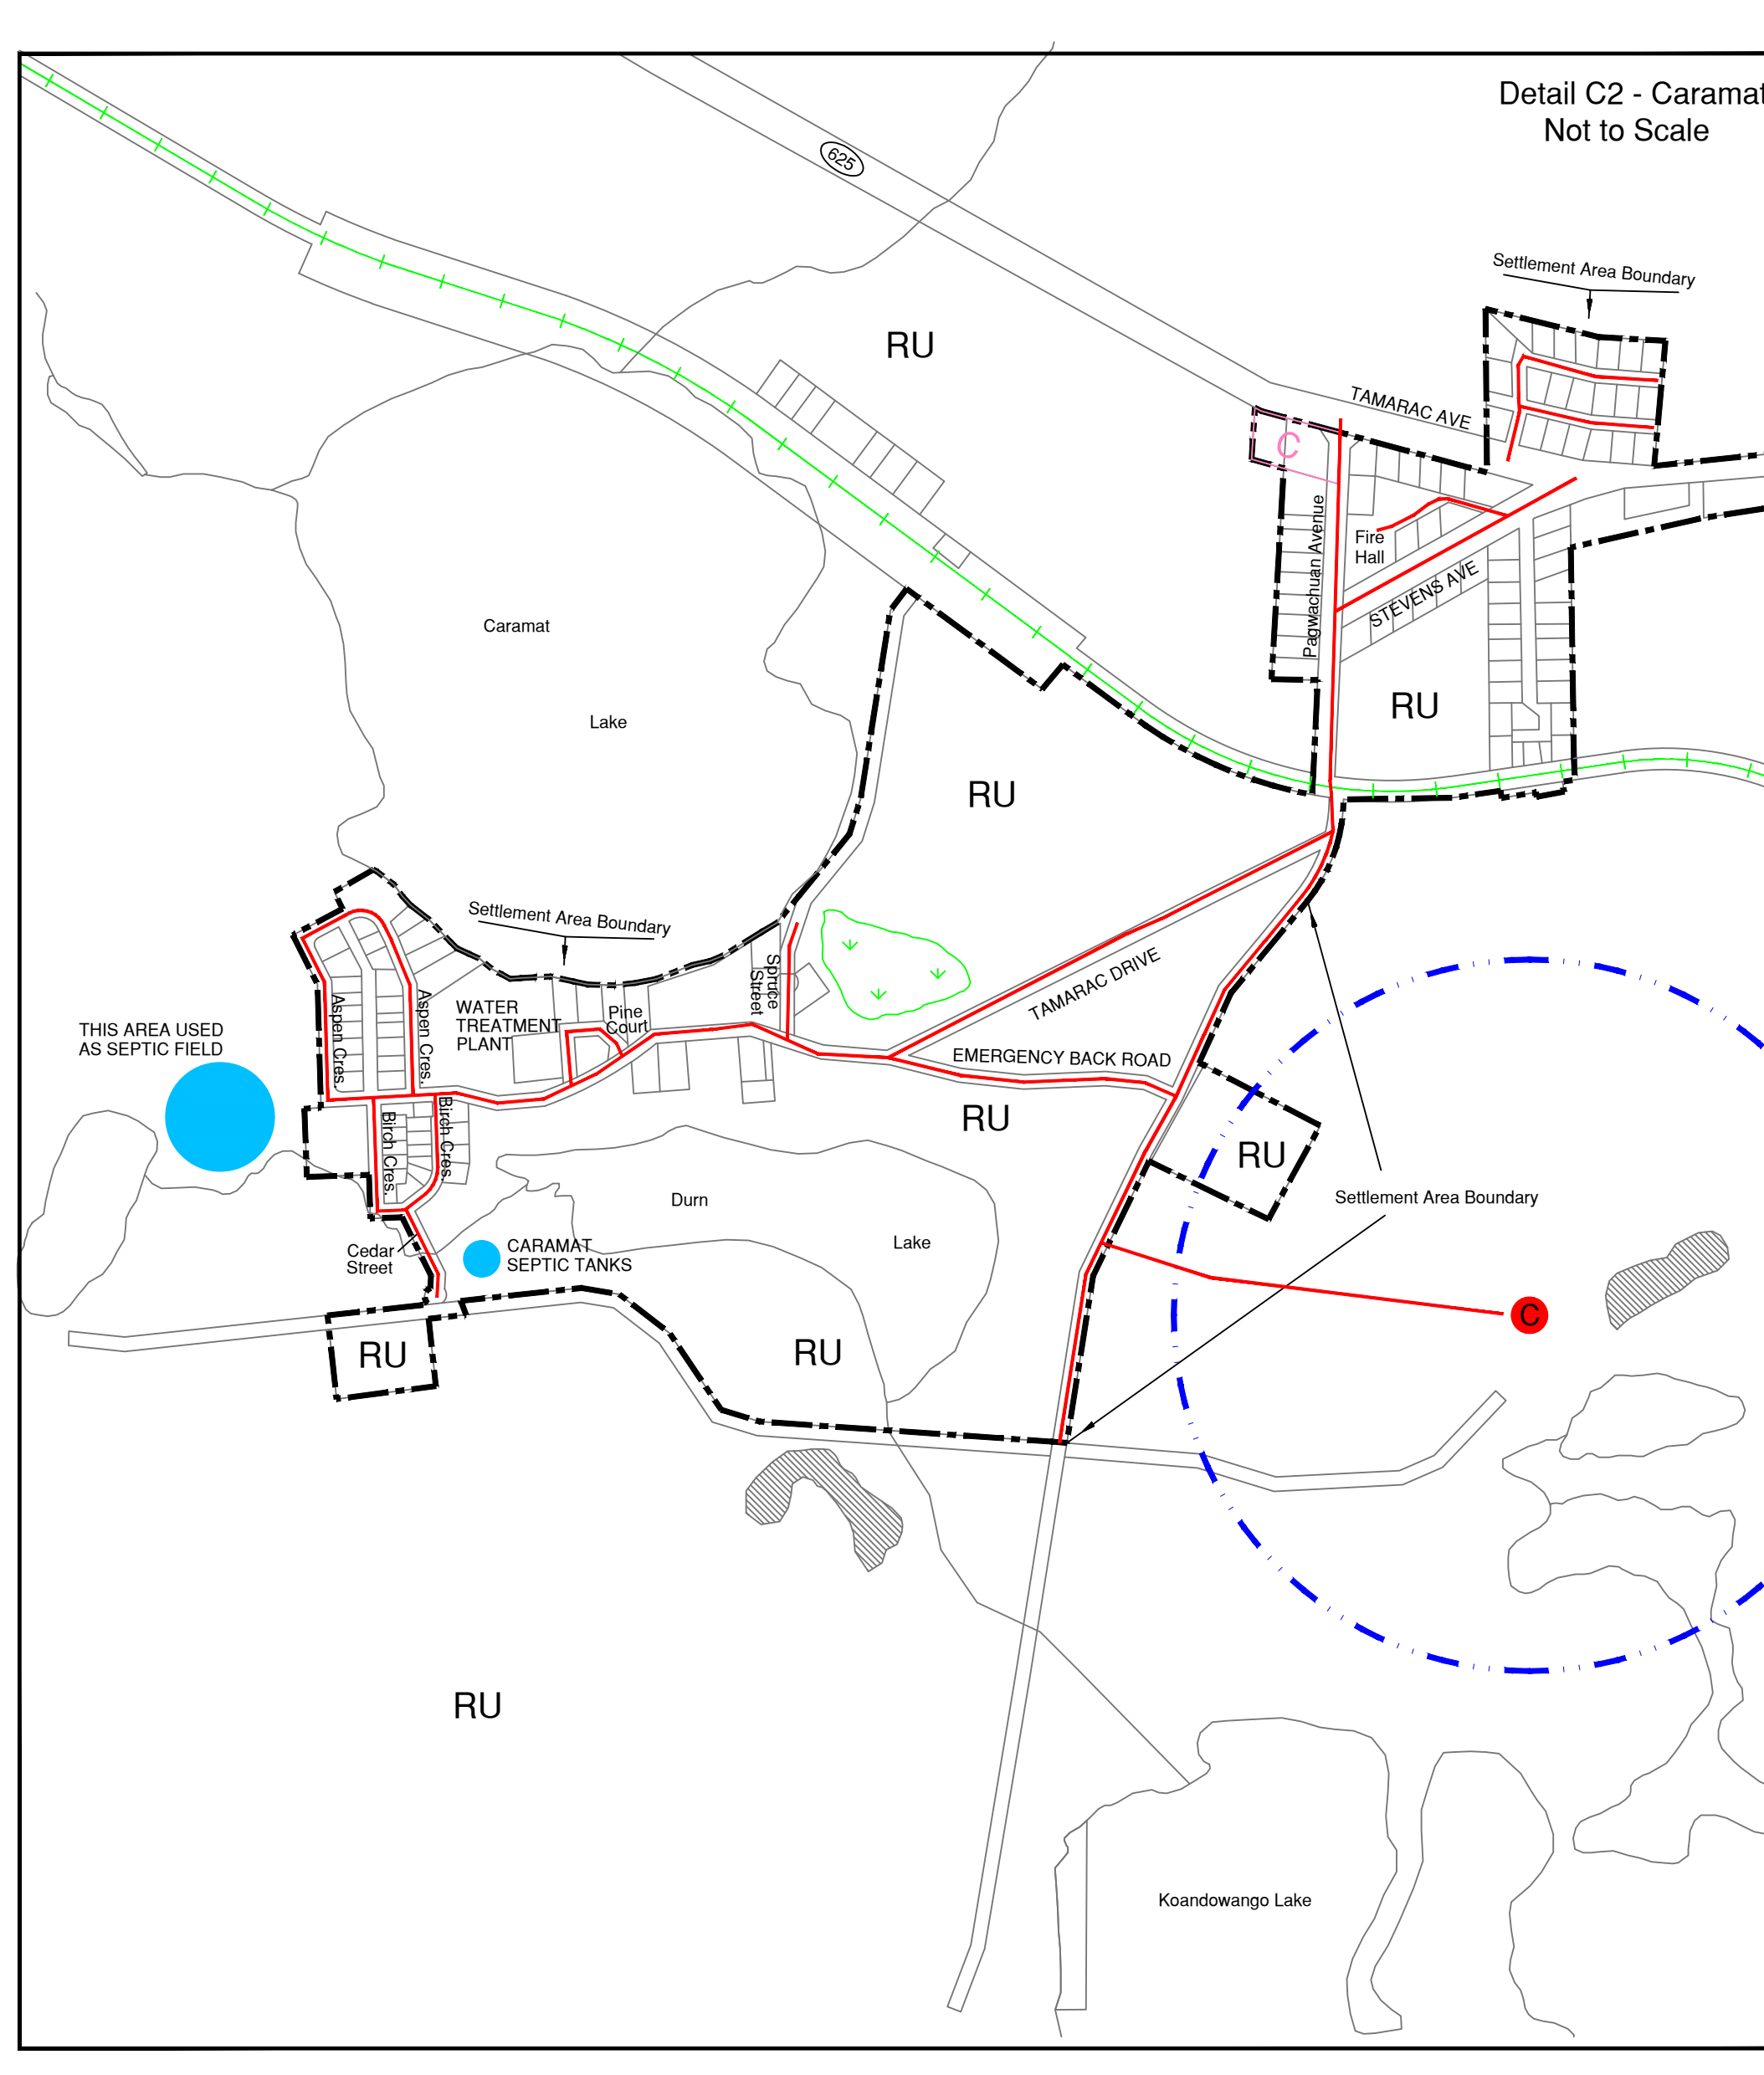 Detail C2 - Caramat
Not to Scale
625
Settlement Area Boundary
RU
TAMARAC AVE
C
Pagwachuan Avenue
Fire
Hall
STEVENS AVE
Caramat
Lake
RU
RU
Settlement Area Boundary
Spruce
Street
TAMARAC DRIVE
THIS AREA USED
AS SEPTIC FIELD
Aspen Cres.
Aspen Cres.
WATER
TREATMENT
PLANT
Pine
Court
EMERGENCY BACK ROAD
RU
RU
Birch Cres.
Birch Cres.
Durn
Lake
Settlement Area Boundary
Cedar
Street
CARAMAT
SEPTIC TANKS
C
RU
RU
RU
Koandowango Lake